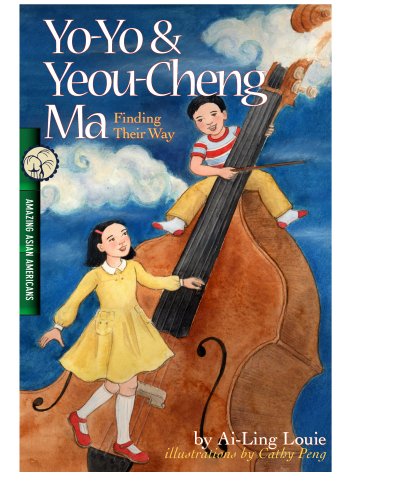 Yo-Yo &
Yeou-Cheng
Ma
Finding
Their Way
AMAZING ASIAN AMERICANS
by Ai-Ling Louie
illustrations by Cathy Peng